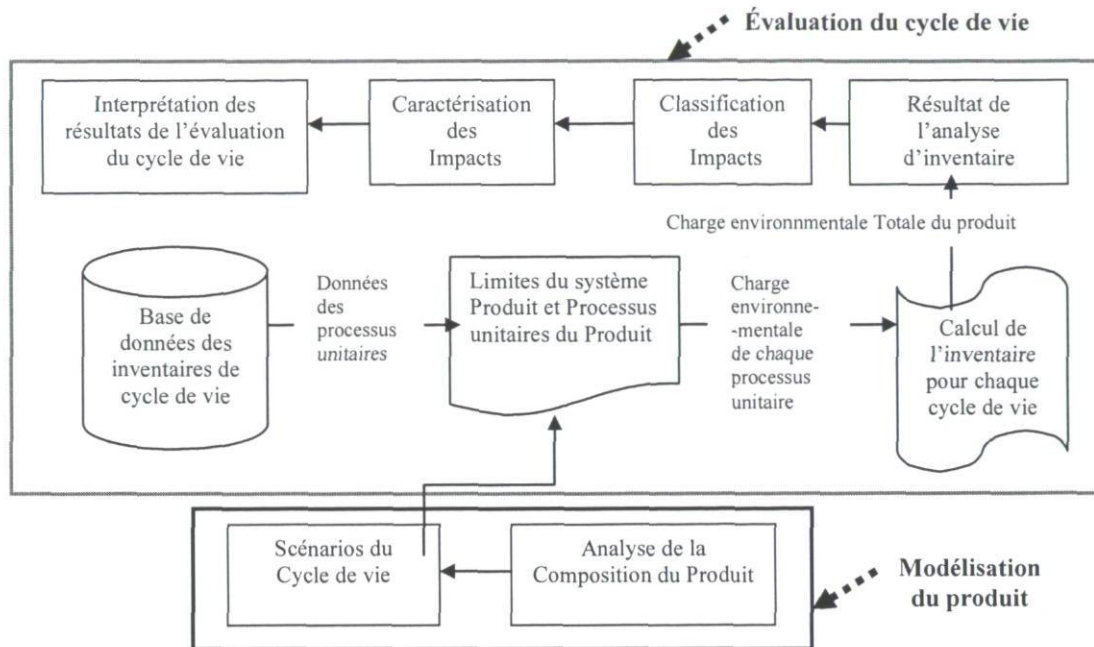 Évaluation du cycle de vie
Interprétation des
résultats de l'évaluation
du cycle de vie
Caractérisation
des
Impacts
Classification
des
Impacts
Résultat de
l'analyse
d'inventaire
Charge environnmentale Totale du produit
Base de
données des
inventaires de
cycle de vie
Données
des
processus
unitaires
Limites du système
Produit et Processus
unitaires du Produit
Charge
environne-
-mentale
de chaque
processus
unitaire
Calcul de
l'inventaire
pour chaque
cycle de vie
Scénarios du
Cycle de vie
Analyse de la
Composition du Produit
Modélisation
du produit